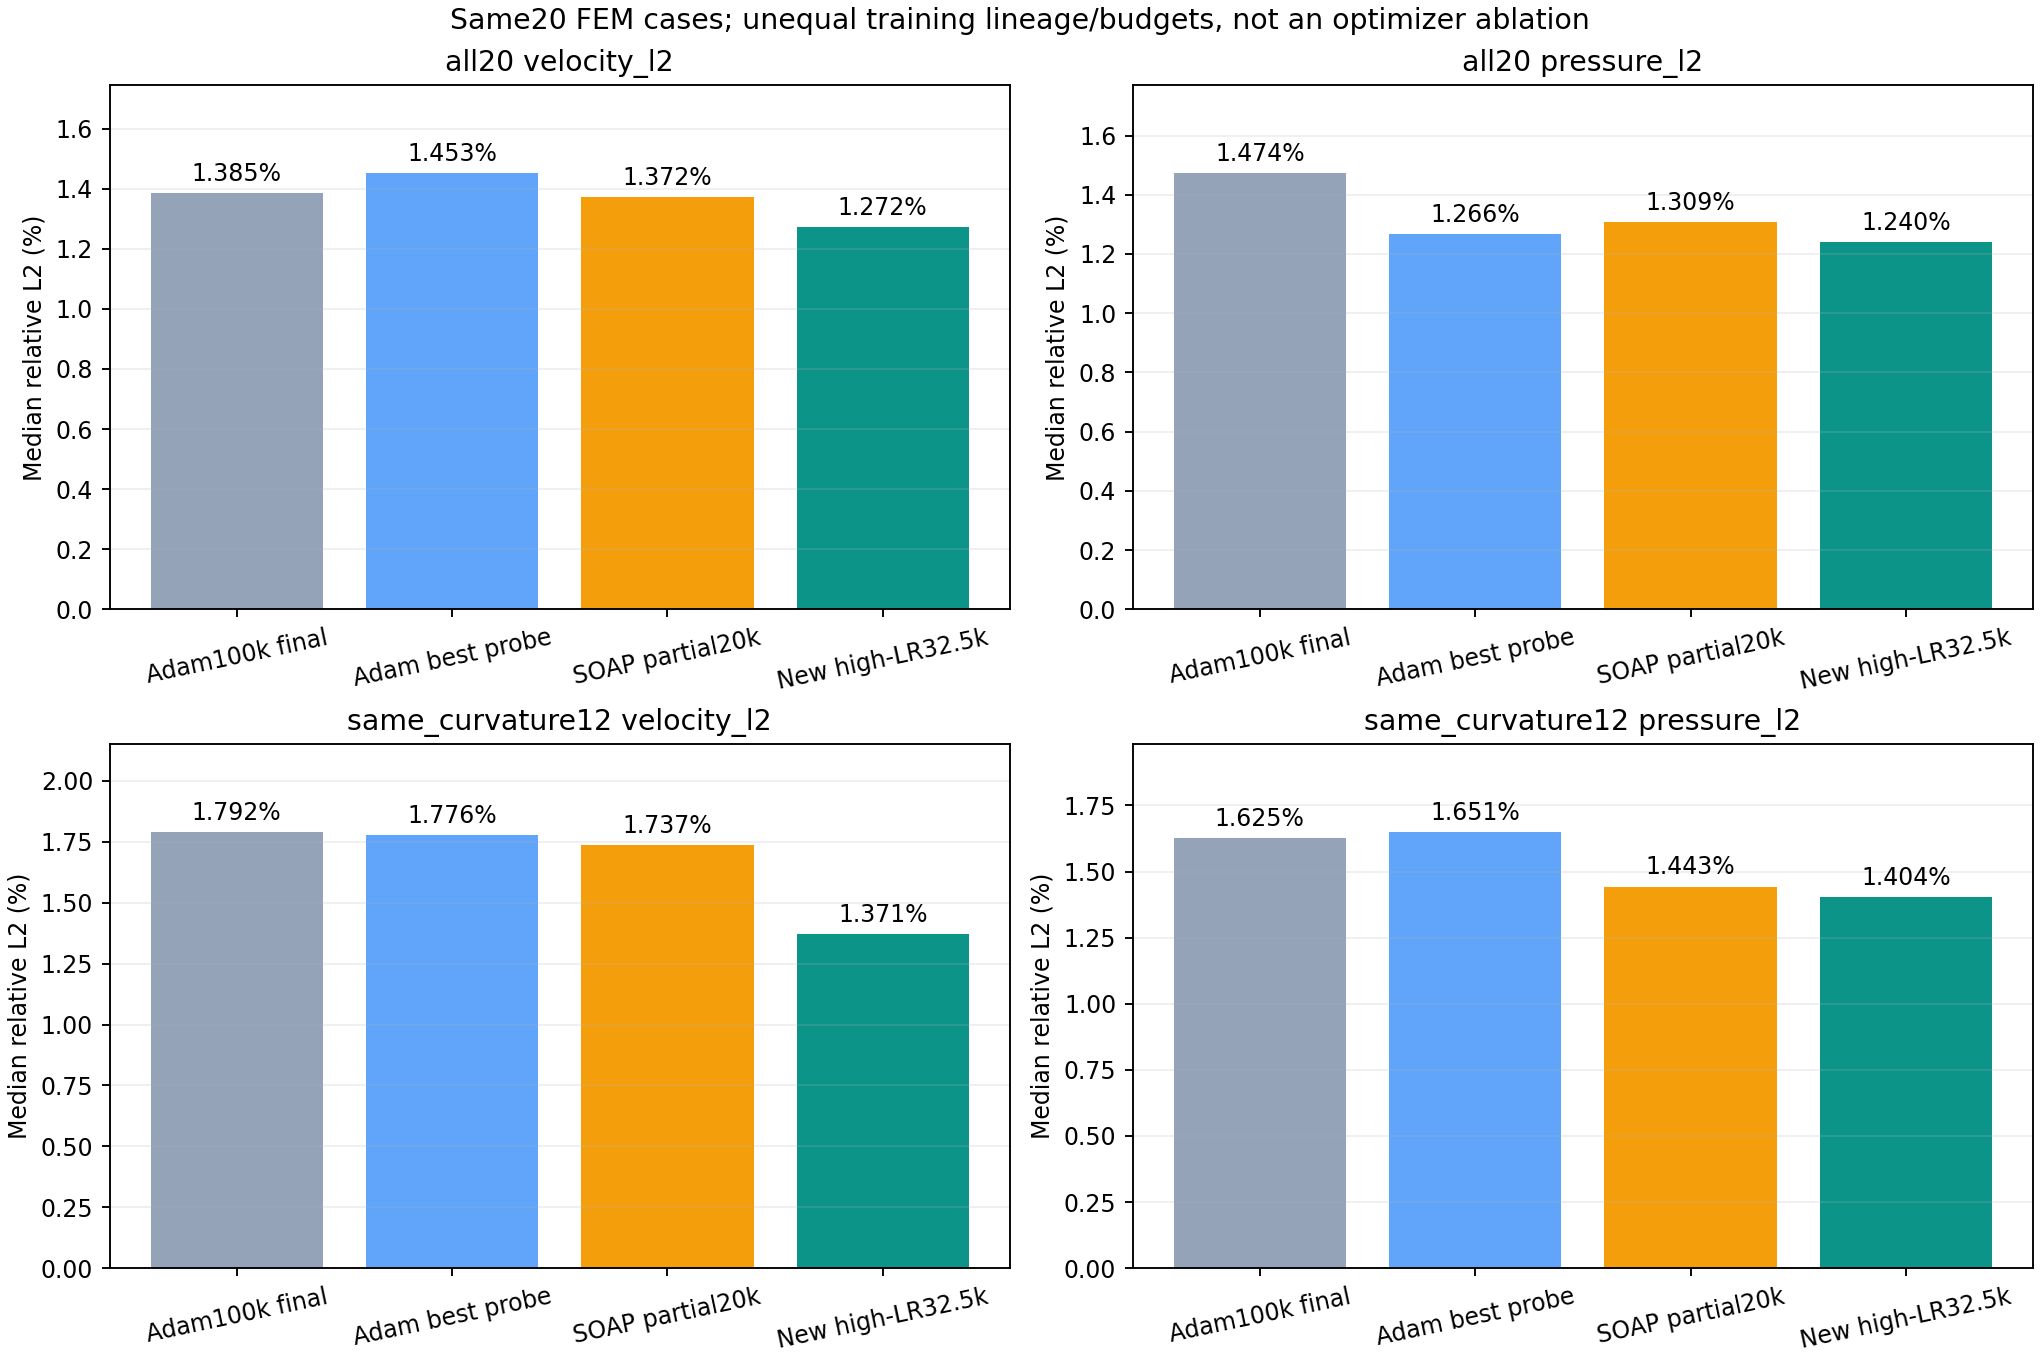 Same20 FEM cases; unequal training lineage/budgets, not an optimizer ablation
all20 velocity_l2
Median relative L2 (%)
1.6
1.4
1.2
1.0
0.8
0.6
0.4
0.2
0.0
1.385%
1.453%
1.372%
1.272%
Adam100k final
Adam best probe
SOAP partial20k
New high-LR32.5k
all20 pressure_l2
Median relative L2 (%)
1.6
1.4
1.2
1.0
0.8
0.6
0.4
0.2
0.0
1.474%
1.266%
1.309%
1.240%
Adam100k final
Adam best probe
SOAP partial20k
New high-LR32.5k
same_curvature12 velocity_l2
Median relative L2 (%)
2.00
1.75
1.50
1.25
1.00
0.75
0.50
0.25
0.00
1.792%
1.776%
1.737%
1.371%
Adam100k final
Adam best probe
SOAP partial20k
New high-LR32.5k
same_curvature12 pressure_l2
Median relative L2 (%)
1.75
1.50
1.25
1.00
0.75
0.50
0.25
0.00
1.625%
1.651%
1.443%
1.404%
Adam100k final
Adam best probe
SOAP partial20k
New high-LR32.5k